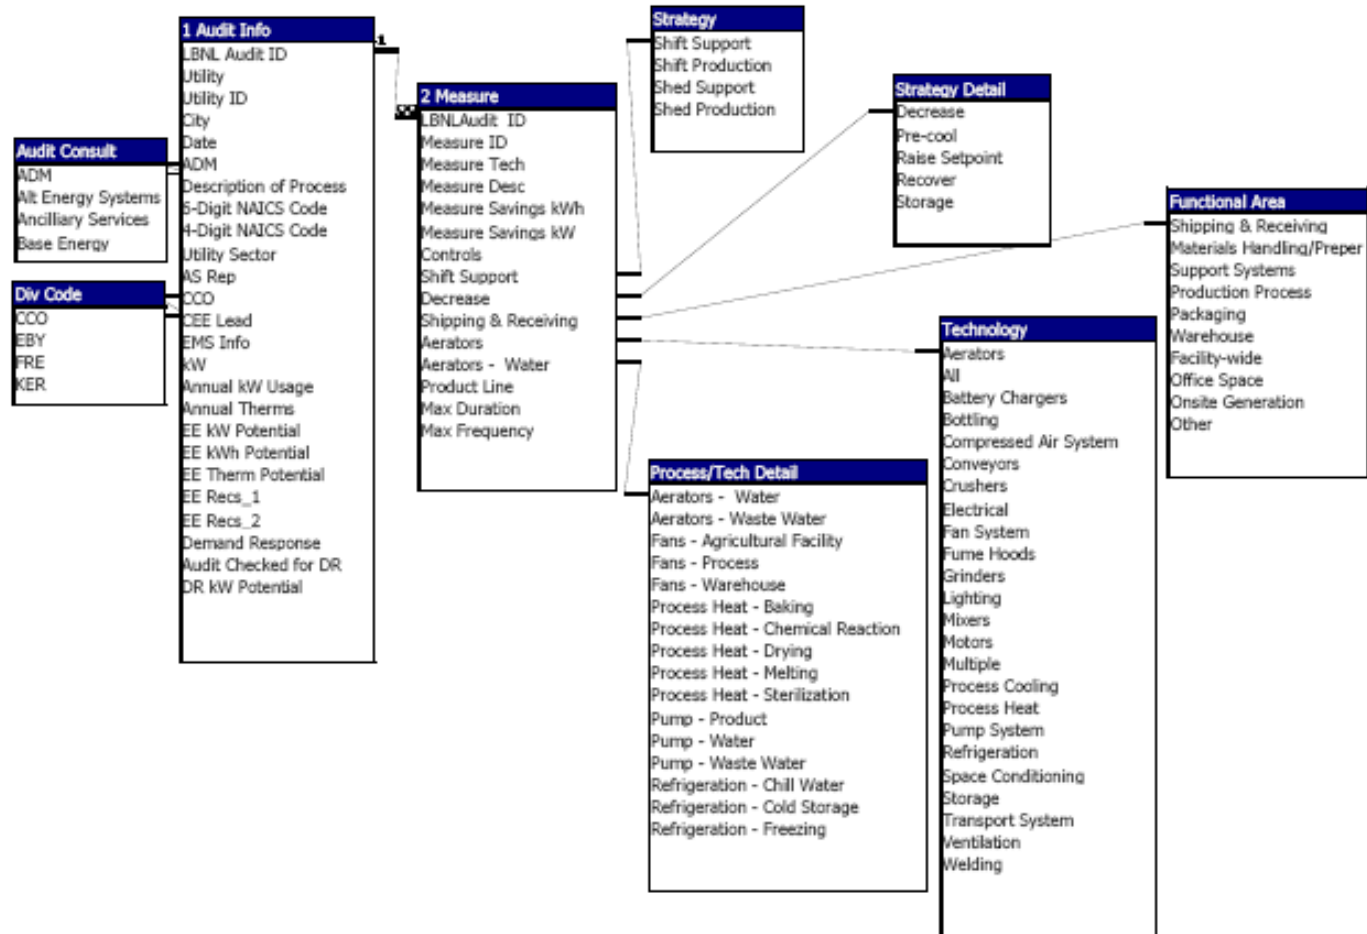 1 Audit Info
LBNL Audit ID
Utility
Utility ID
City
Date
ADM
Description of Process
6-Digit NAICS Code
4-Digit NAICS Code
Utility Sector
AS Rep
CCO
CEE Lead
EMS Info
kW
Annual kW Usage
Annual Therms
EE kW Potential
EE kWh Potential
EE Therm Potential
EE Recs_1
EE Recs_2
Demand Response
Audit Checked for DR
DR kW Potential
1
Audit Consult
ADM
Alt Energy Systems
Ancilliary Services
Base Energy
Div Code
CCO
EBY
FRE
KER
2 Measure
LBNLAudit ID
Measure ID
Measure Tech
Measure Desc
Measure Savings kWh
Measure Savings kW
Controls
Shift Support
Decrease
Shipping & Receiving
Aerators
Aerators - Water
Product Line
Max Duration
Max Frequency
Strategy
Shift Support
Shift Production
Shed Support
Shed Production
Strategy Detail
Decrease
Pre-cool
Raise Setpoint
Recover
Storage
Functional Area
Shipping & Receiving
Materials Handling/Preper
Support Systems
Production Process
Packaging
Warehouse
Facility-wide
Office Space
Onsite Generation
Other
Technology
Aerators
All
Battery Chargers
Bottling
Compressed Air System
Conveyors
Crushers
Electrical
Fan System
Fume Hoods
Grinders
Lighting
Mixers
Motors
Multiple
Process Cooling
Process Heat
Pump System
Refrigeration
Space Conditioning
Storage
Transport System
Ventilation
Welding
Process/Tech Detail
Aerators - Water
Aerators - Waste Water
Fans - Agricultural Facility
Fans - Process
Fans - Warehouse
Process Heat - Baking
Process Heat - Chemical Reaction
Process Heat - Drying
Process Heat - Melting
Process Heat - Sterilization
Pump - Product
Pump - Water
Pump - Waste Water
Refrigeration - Chill Water
Refrigeration - Cold Storage
Refrigeration - Freezing